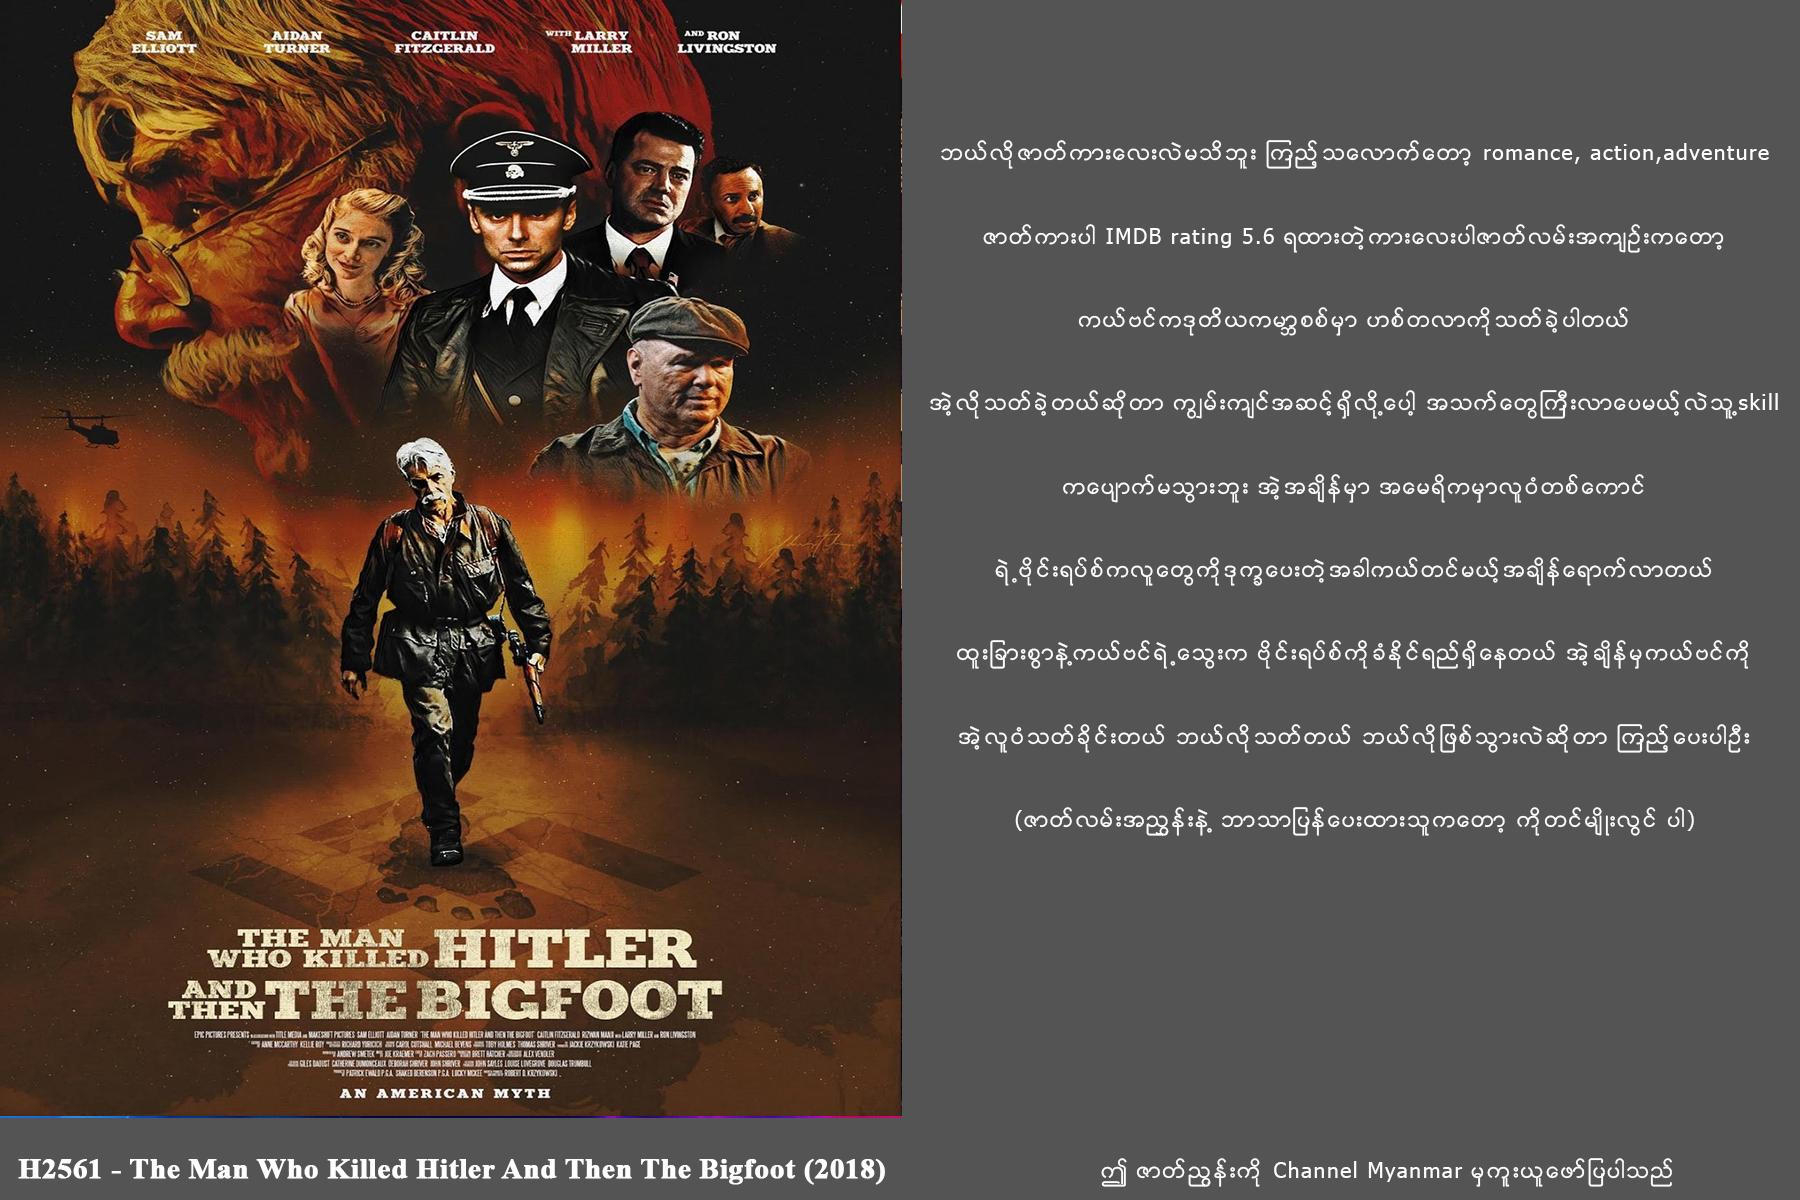 SAM ELLIOTT
AIDAN TURNER
CAITLIN FITZGERALD
WITH LARRY MILLER
AND RON LIVINGSTON
THE MAN WHO KILLED HITLER
AND THEN THE BIGFOOT
AN AMERICAN MYTH
H2561 - The Man Who Killed Hitler And Then The Bigfoot (2018)
ဘယ်လိုဇာတ်ကားလေးလဲမသိဘူး ကြည့်သလောက်တော့ romance, action,adventure
ဇာတ်ကားပါ IMDB rating 5.6 ရထားတဲ့ကားလေးပါဇာတ်လမ်းအကျဉ်းကတော့
ကယ်ဗင်ကဒုတိယကမ္ဘာစစ်မှာ ဟစ်တလာကိုသတ်ခဲ့ပါတယ်
အဲ့လိုသတ်ခဲ့တယ်ဆိုတာ ကျွမ်းကျင်အဆင့်ရှိလို့ပေါ့ အသက်တွေကြီးလာပေမယ့်လဲသူ့skill
ကပျောက်မသွားဘူး အဲ့အချိန်မှာ အမေရိကမှာလူဝံတစ်ကောင်
ရဲ့ဗိုင်းရပ်စ်ကလူတွေကိုဒုက္ခပေးတဲ့အခါကယ်တင်မယ့်အချိန်ရောက်လာတယ်
ထူးခြားစွာနဲ့ကယ်ဗင်ရဲ့သွေးက ဗိုင်းရပ်စ်ကိုခံနိုင်ရည်ရှိနေတယ် အဲ့ချိန်မှကယ်ဗင်ကို
အဲ့လူဝံသတ်ခိုင်းတယ် ဘယ်လိုသတ်တယ် ဘယ်လိုဖြစ်သွားလဲဆိုတာ ကြည့်ပေးပါဦး
(ဇာတ်လမ်းအညွှန်းနဲ့ ဘာသာပြန်ပေးထားသူကတော့ ကိုတင်မျိုးလွင် ပါ)
ဤ ဇာတ်ညွှန်းကို Channel Myanmar မှကူးယူဖော်ပြပါသည်